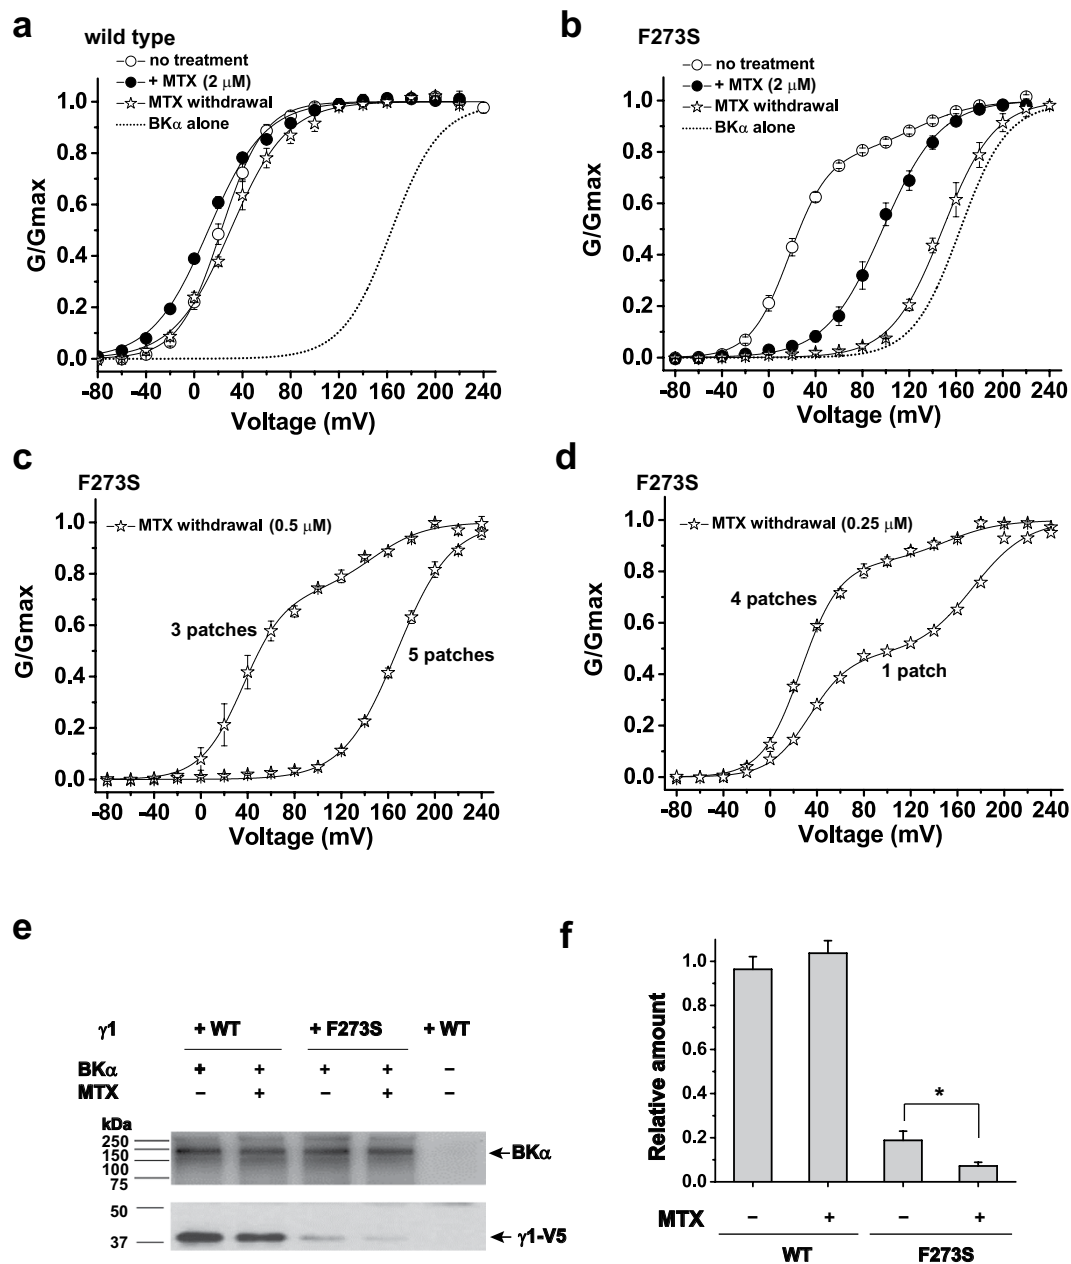 a
wild type
no treatment
+ MTX (2 μM)
MTX withdrawal
BKα alone
1.0
0.8
0.6
0.4
0.2
0.0
G/Gmax
-80 -40 0 40 80 120 160 200 240
Voltage (mV)
b
F273S
no treatment
+ MTX (2 μM)
MTX withdrawal
BKα alone
1.0
0.8
0.6
0.4
0.2
0.0
G/Gmax
-80 -40 0 40 80 120 160 200 240
Voltage (mV)
c
F273S
MTX withdrawal (0.5 μM)
3 patches
5 patches
1.0
0.8
0.6
0.4
0.2
0.0
G/Gmax
-80 -40 0 40 80 120 160 200 240
Voltage (mV)
d
F273S
MTX withdrawal (0.25 μM)
4 patches
1 patch
1.0
0.8
0.6
0.4
0.2
0.0
G/Gmax
-80 -40 0 40 80 120 160 200 240
Voltage (mV)
e
γ1 + WT + F273S + WT
BKα + + + + −
MTX − + − + −
kDa
250
150
100
75
BKα
50
37
γ1-V5
f
1.0
0.8
0.6
0.4
0.2
0.0
Relative amount
*
MTX − + − +
WT F273S